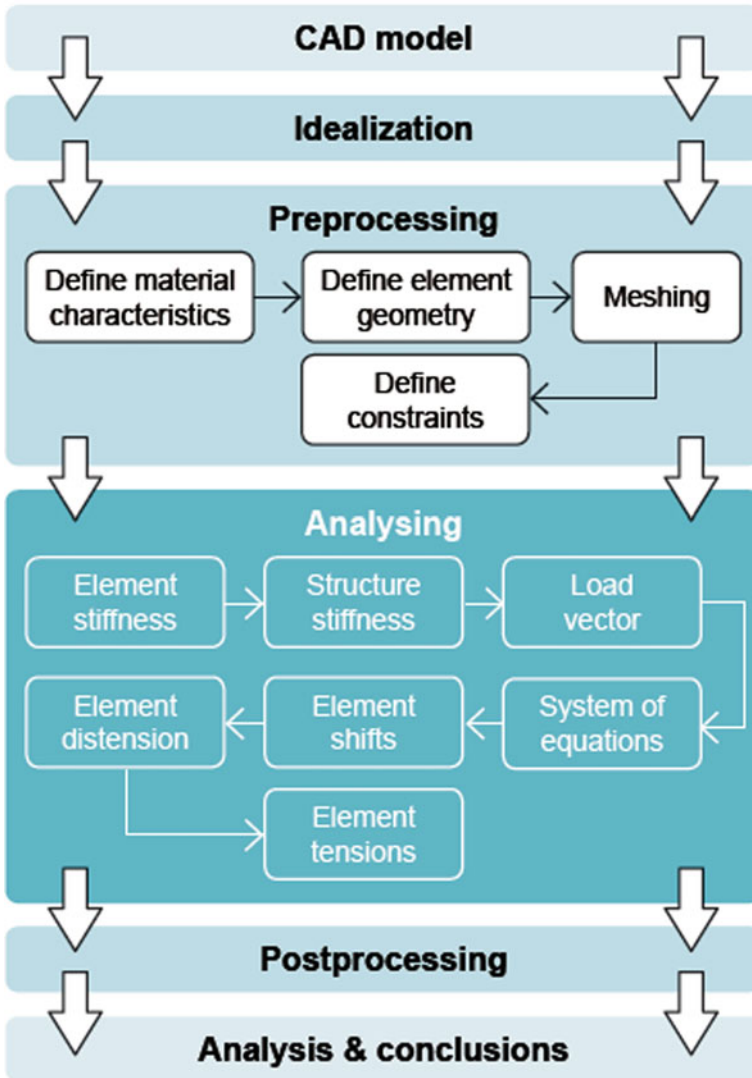 CAD model
Idealization
Preprocessing
Define material
characteristics
Define element
geometry
Meshing
Define
constraints
Analysing
Element
stiffness
Structure
stiffness
Load
vector
System of
equations
Element
shifts
Element
distension
Element
tensions
Postprocessing
Analysis & conclusions